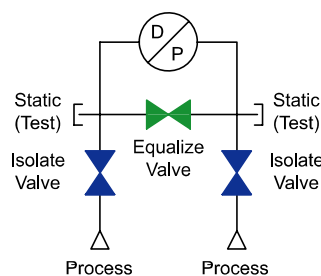 D
P
Static
(Test)
Static
(Test)
Equalize
Valve
Isolate
Valve
Isolate
Valve
Process
Process